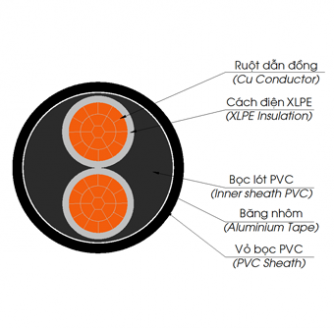 Ruột dẫn đồng
(Cu Conductor)
Cách điện XLPE
(XLPE Insulation)
Bọc lót PVC
(Inner sheath PVC)
Băng nhôm
(Aluminium Tape)
Vỏ bọc PVC
(PVC Sheath)